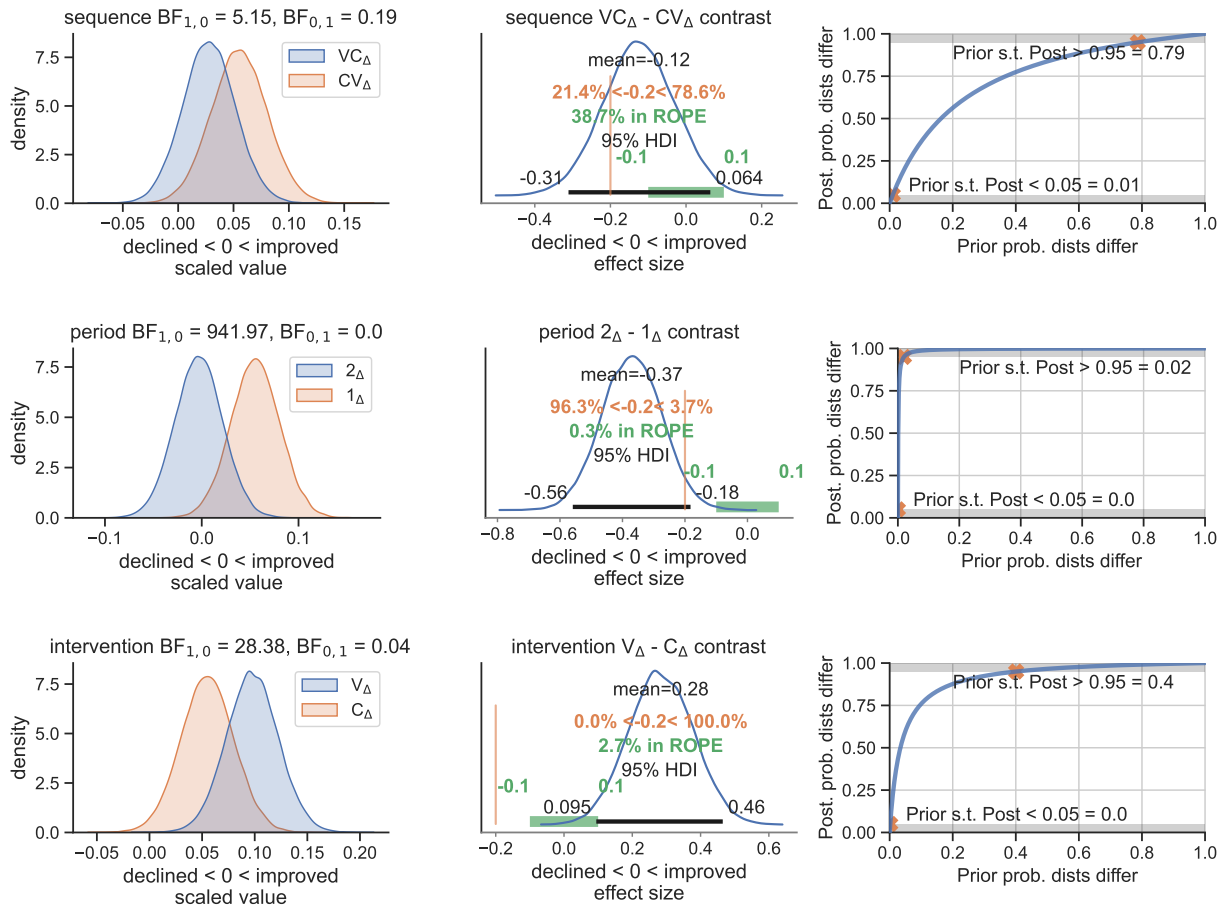 sequence BF1, 0 = 5.15, BF0, 1 = 0.19
7.5
5.0
2.5
0.0
density
VCΔ
CVΔ
−0.05
0.00
0.05
0.10
0.15
declined < 0 < improved
scaled value
sequence VCΔ - CVΔ contrast
mean=-0.12
21.4% <-0.2< 78.6%
38.7% in ROPE
95% HDI
-0.1
0.1
-0.31
0.064
−0.4
−0.2
0.0
0.2
declined < 0 < improved
effect size
Post. prob. dists differ
1.00
0.75
0.50
0.25
0.00
Prior s.t. Post > 0.95 = 0.79
Prior s.t. Post < 0.05 = 0.01
0.0
0.2
0.4
0.6
0.8
1.0
Prior prob. dists differ
period BF1, 0 = 941.97, BF0, 1 = 0.0
7.5
5.0
2.5
0.0
density
2Δ
1Δ
−0.1
0.0
0.1
declined < 0 < improved
scaled value
period 2Δ - 1Δ contrast
mean=-0.37
96.3% <-0.2< 3.7%
0.3% in ROPE
95% HDI
-0.1
0.1
-0.56
-0.18
−0.8
−0.6
−0.4
−0.2
0.0
declined < 0 < improved
effect size
Post. prob. dists differ
1.00
0.75
0.50
0.25
0.00
Prior s.t. Post > 0.95 = 0.02
Prior s.t. Post < 0.05 = 0.0
0.0
0.2
0.4
0.6
0.8
1.0
Prior prob. dists differ
intervention BF1, 0 = 28.38, BF0, 1 = 0.04
7.5
5.0
2.5
0.0
density
VΔ
CΔ
−0.05
0.00
0.05
0.10
0.15
0.20
declined < 0 < improved
scaled value
intervention VΔ - CΔ contrast
mean=0.28
0.0% <-0.2< 100.0%
2.7% in ROPE
95% HDI
-0.1
0.1
0.095
0.46
−0.2
0.0
0.2
0.4
0.6
declined < 0 < improved
effect size
Post. prob. dists differ
1.00
0.75
0.50
0.25
0.00
Prior s.t. Post > 0.95 = 0.4
Prior s.t. Post < 0.05 = 0.0
0.0
0.2
0.4
0.6
0.8
1.0
Prior prob. dists differ